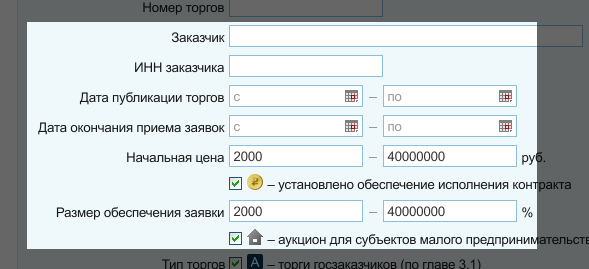 Номер торгов
Заказчик
ИНН заказчика
Дата публикации торгов с – по
Дата окончания приема заявок с – по
Начальная цена 2000 – 40000000 руб.
– установлено обеспечение исполнения контракта
Размер обеспечения заявки 2000 – 40000000 %
– аукцион для субъектов малого предпринимательств
Тип торгов A – торги госзаказчиков (по главе 3.1)